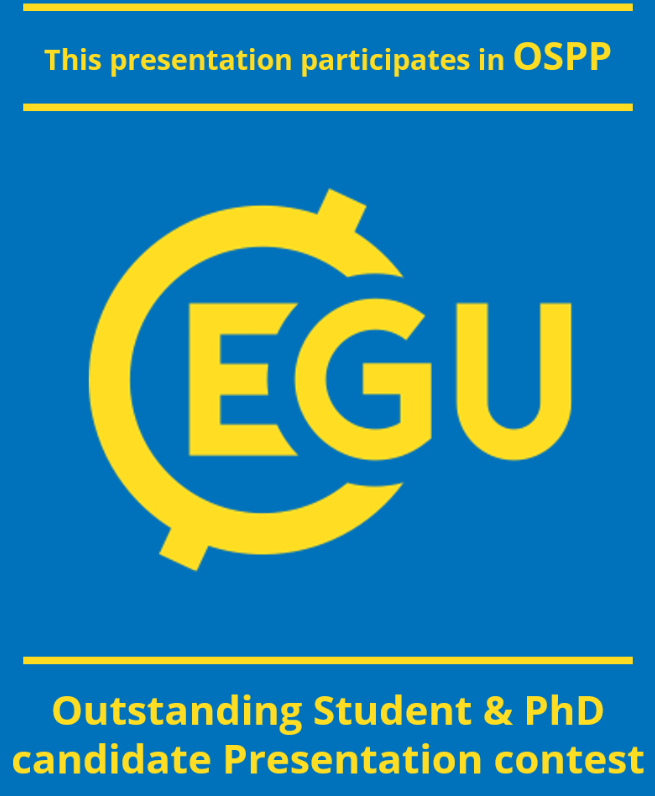 This presentation participates in OSPP
EGU
Outstanding Student & PhD
candidate Presentation contest